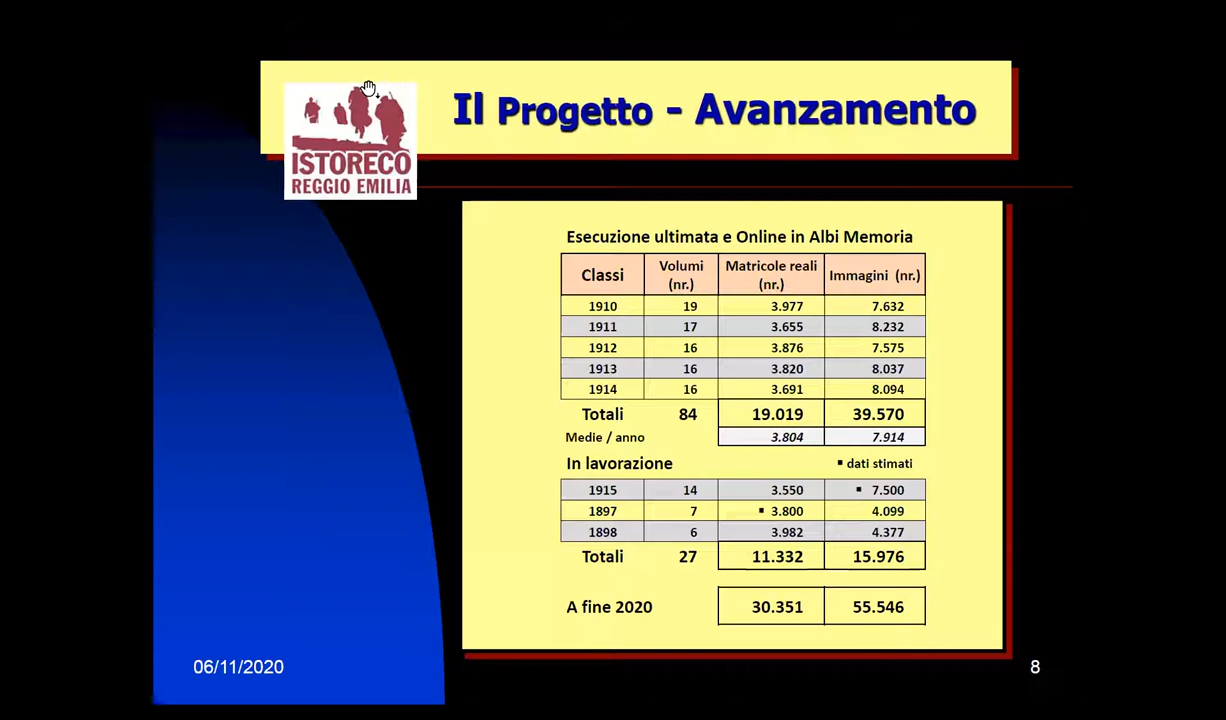 Il Progetto - Avanzamento
ISTORECO
REGGIO EMILIA
Esecuzione ultimata e Online in Albi Memoria
Classi Volumi (nr.) Matricole reali (nr.) Immagini (nr.)
1910 19 3.977 7.632
1911 17 3.655 8.232
1912 16 3.876 7.575
1913 16 3.820 8.037
1914 16 3.691 8.094
Totali 84 19.019 39.570
Medie / anno 3.804 7.914
In lavorazione ▪ dati stimati
1915 14 3.550 ▪ 7.500
1897 7 ▪ 3.800 4.099
1898 6 3.982 4.377
Totali 27 11.332 15.976
A fine 2020 30.351 55.546
06/11/2020 8